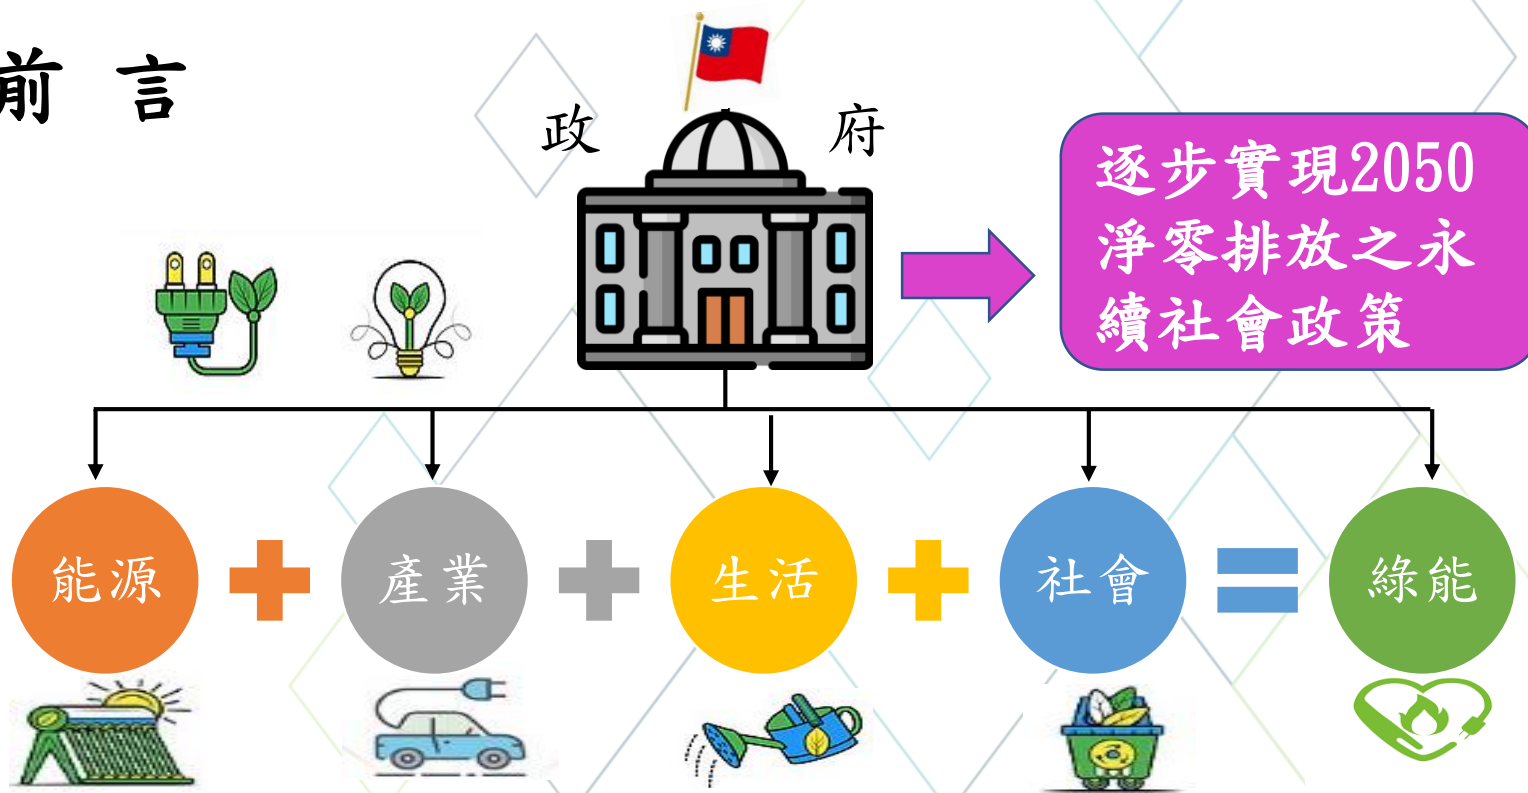 前 言
政 府
逐步實現2050
淨零排放之永
續社會政策
能源
產業
生活
社會
綠能